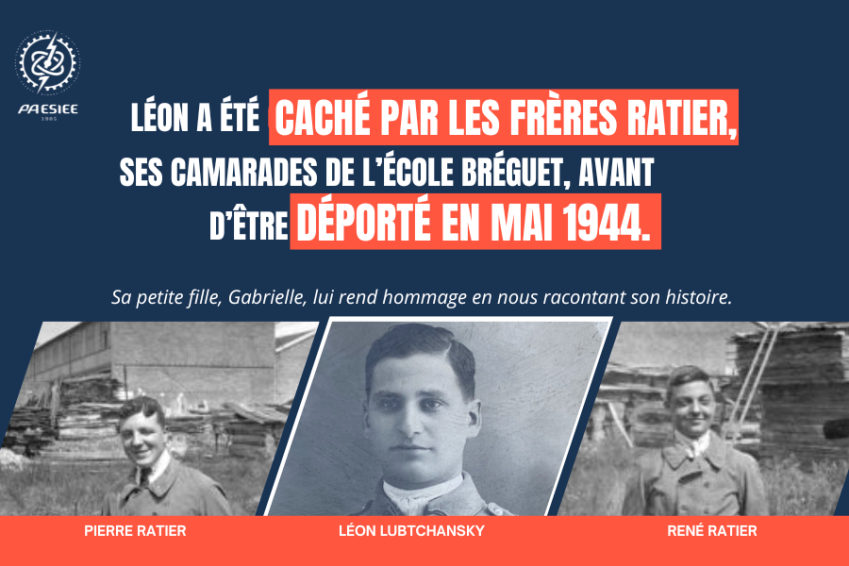 PAESIEE
1901
LÉON A ÉTÉ CACHÉ PAR LES FRÈRES RATIER,
SES CAMARADES DE L'ÉCOLE BRÉGUET, AVANT
D'ÊTRE DÉPORTÉ EN MAI 1944.
Sa petite fille, Gabrielle, lui rend hommage en nous racontant son histoire.
PIERRE RATIER
LÉON LUBTCHANSKY
RENÉ RATIER